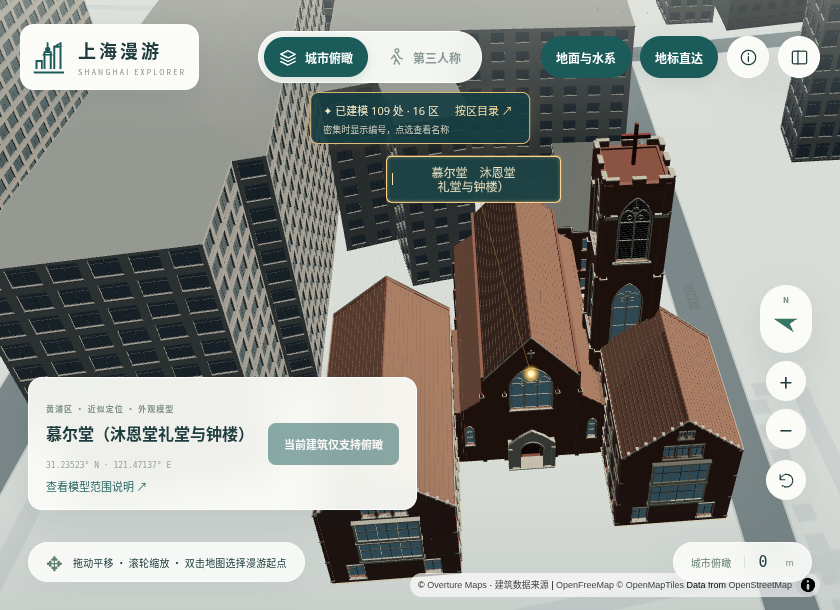 上海漫游
SHANGHAI EXPLORER
城市俯瞰
第三人称
地面与水系
地标直达
✦ 已建模 109 处 · 16 区 按区目录 ↗
密集时显示编号，点选查看名称
慕尔堂 沐恩堂
礼堂与钟楼）
N
黄浦区 · 近似定位 · 外观模型
慕尔堂（沐恩堂礼堂与钟楼）
当前建筑仅支持俯瞰
31.23523° N · 121.47137° E
查看模型范围说明 ↗
拖动平移 · 滚轮缩放 · 双击地图选择漫游起点
城市俯瞰 0 m
© Overture Maps · 建筑数据来源 | OpenFreeMap © OpenMapTiles Data from OpenStreetMap